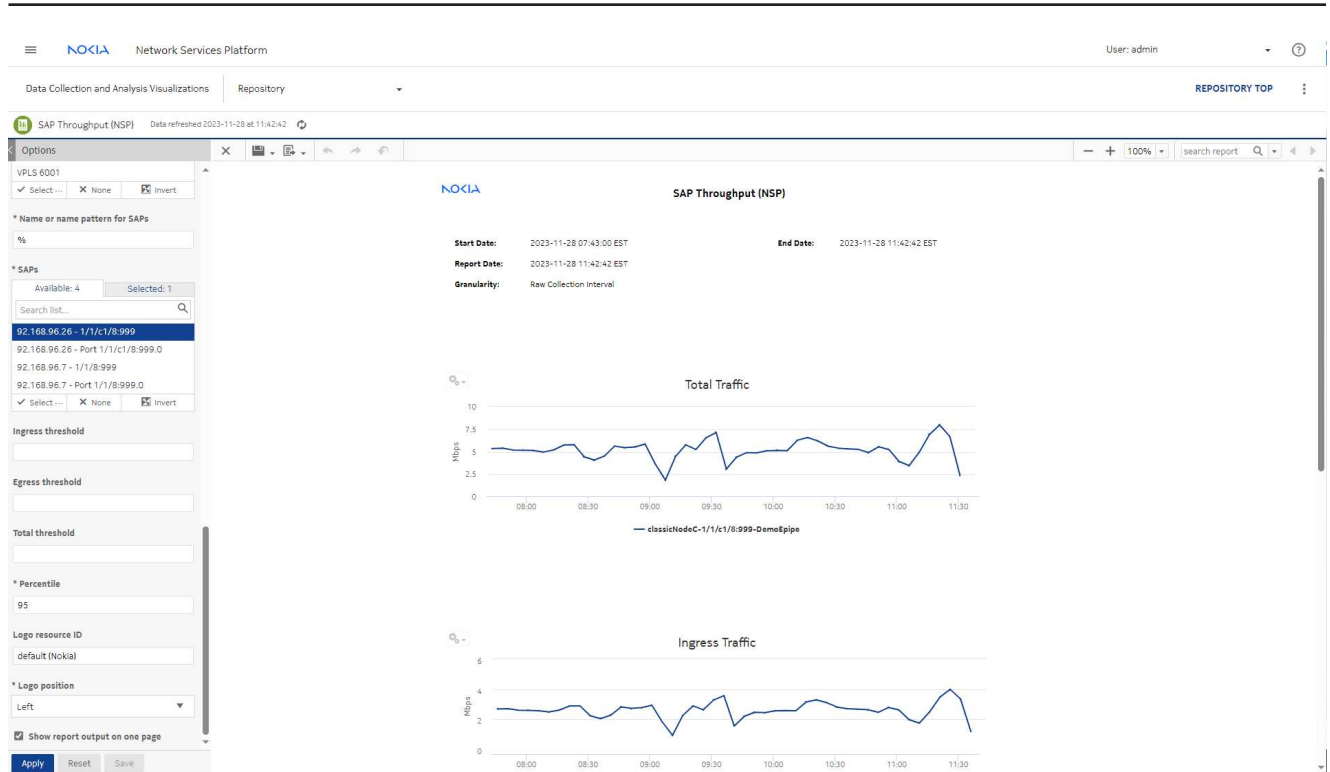 NOKIA Network Services Platform User: admin
Data Collection and Analysis Visualizations Repository REPOSITORY TOP
SAP Throughput (NSP) Data refreshed 2023-11-28 at 11:42:42
Options
100% search report
VPLS 6001
Select ... None Invert
* Name or name pattern for SAPs
%
* SAPs
Available: 4 Selected: 1
Search list...
92.168.96.26 - 1/1/c1/8:999
92.168.96.26 - Port 1/1/c1/8:999.0
92.168.96.7 - 1/1/8:999
92.168.96.7 - Port 1/1/8:999.0
Select ... None Invert
Ingress threshold
Egress threshold
Total threshold
* Percentile
95
Logo resource ID
default (Nokia)
* Logo position
Left
Show report output on one page
Apply Reset Save
NOKIA
SAP Throughput (NSP)
Start Date: 2023-11-28 07:43:00 EST End Date: 2023-11-28 11:42:42 EST
Report Date: 2023-11-28 11:42:42 EST
Granularity: Raw Collection Interval
Total Traffic
10
7.5
5
2.5
0
Mbps
08:00 08:30 09:00 09:30 10:00 10:30 11:00 11:30
classicNodeC-1/1/c1/8:999-DemoEpipe
Ingress Traffic
6
4
2
0
Mbps
08:00 08:30 09:00 09:30 10:00 10:30 11:00 11:30